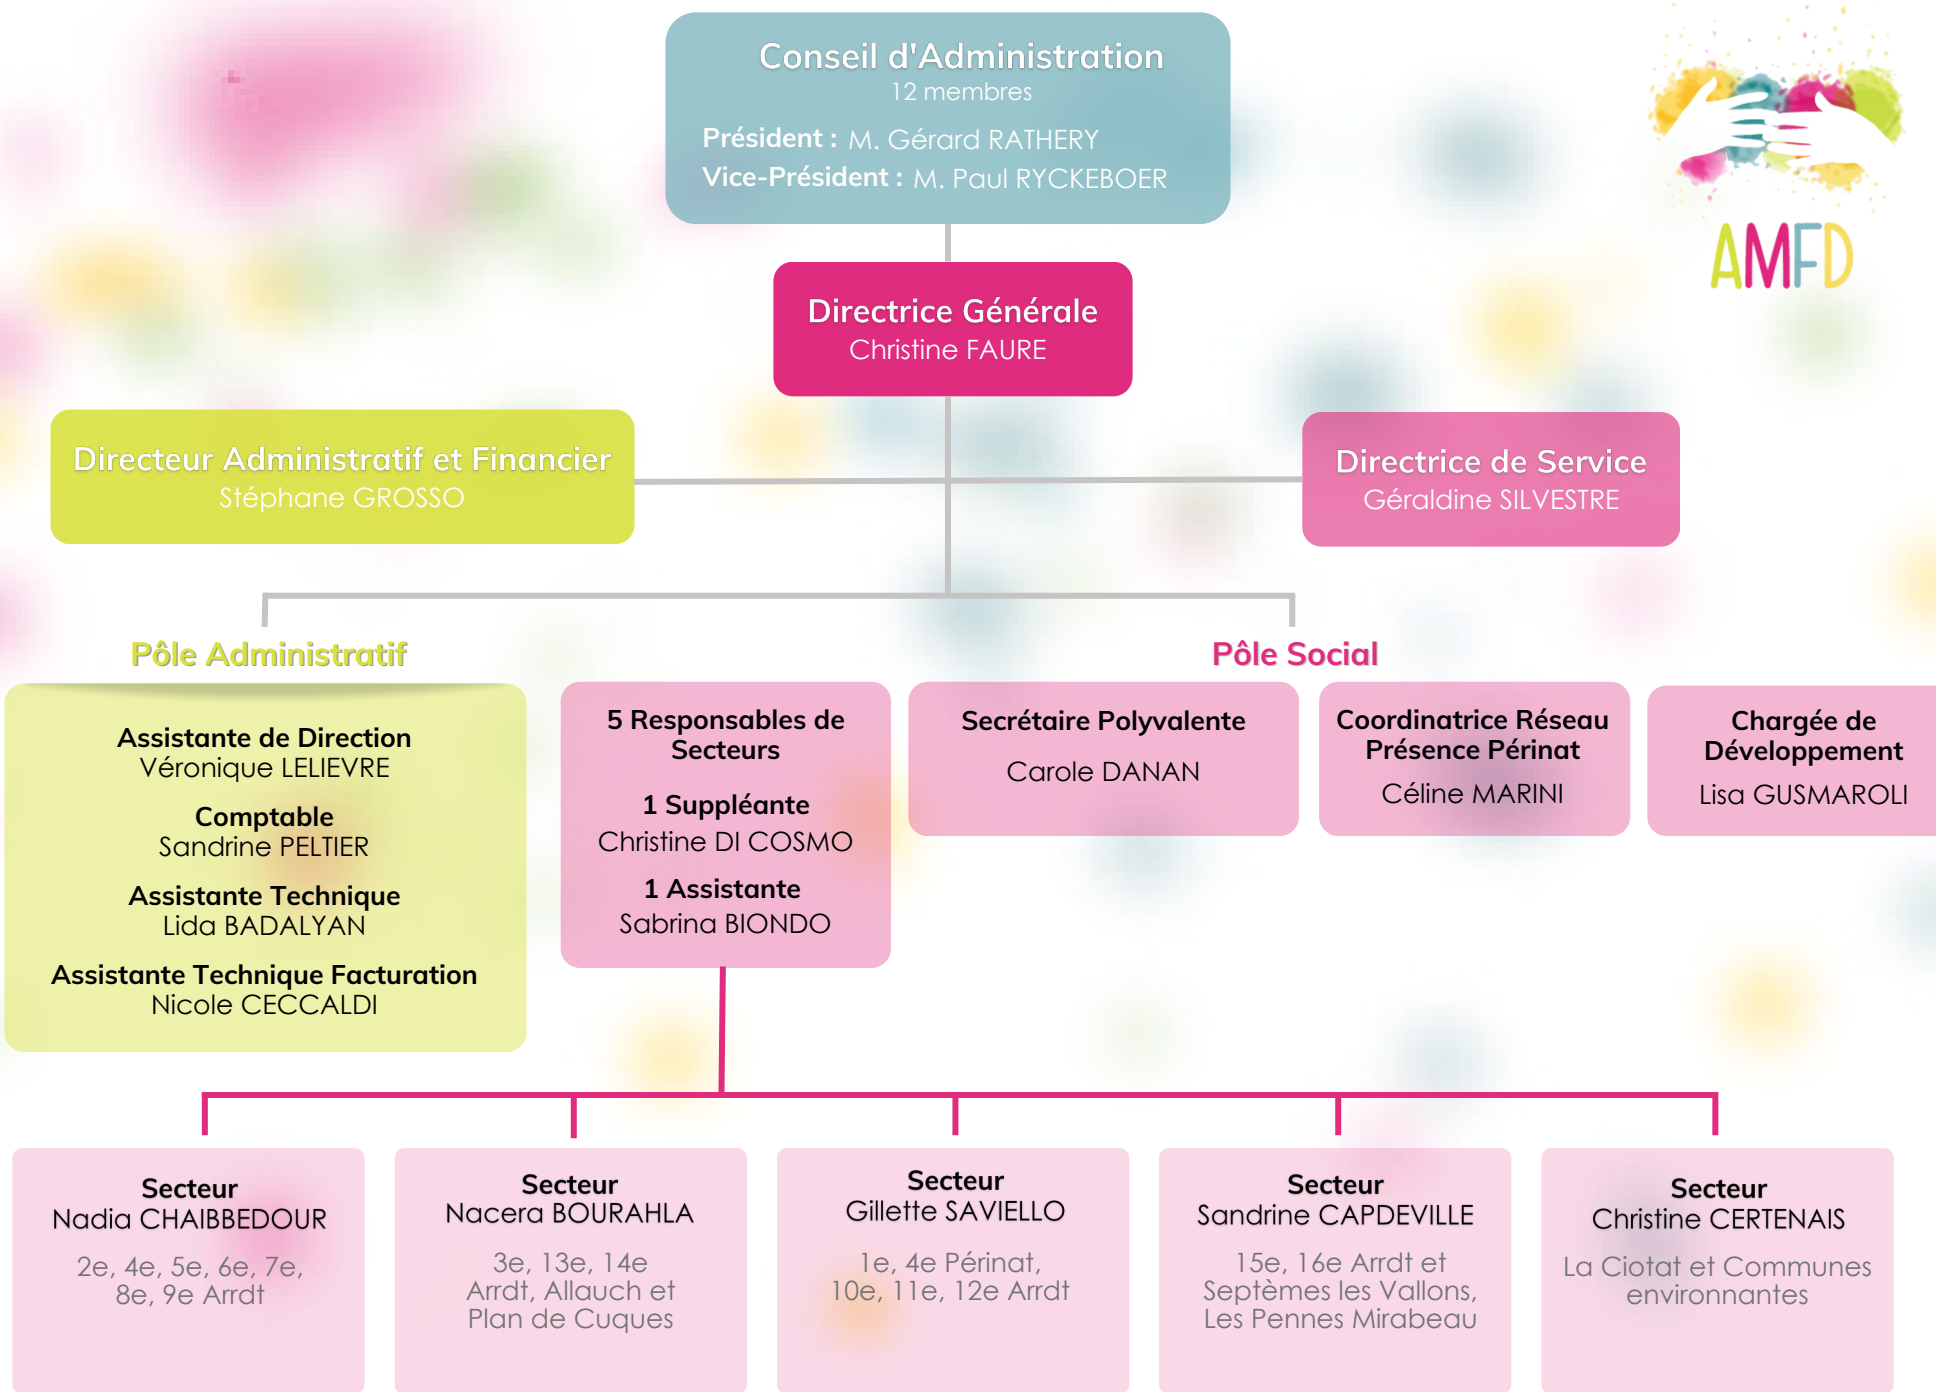 Conseil d'Administration
12 membres
Président : M. Gérard RATHERY
Vice-Président : M. Paul RYCKEBOER
AMFD
Directrice Générale
Christine FAURE
Directeur Administratif et Financier
Stéphane GROSSO
Directrice de Service
Géraldine SILVESTRE
Pôle Administratif
Pôle Social
Assistante de Direction
Véronique LELIEVRE
Comptable
Sandrine PELTIER
Assistante Technique
Lida BADALYAN
Assistante Technique Facturation
Nicole CECCALDI
5 Responsables de
Secteurs
1 Suppléante
Christine DI COSMO
1 Assistante
Sabrina BIONDO
Secrétaire Polyvalente
Carole DANAN
Coordinatrice Réseau
Présence Périnat
Céline MARINI
Chargée de
Développement
Lisa GUSMAROLI
Secteur
Nadia CHAIBBEDOUR
2e, 4e, 5e, 6e, 7e,
8e, 9e Arrdt
Secteur
Nacera BOURAHLA
3e, 13e, 14e
Arrdt, Allauch et
Plan de Cuques
Secteur
Gillette SAVIELLO
1e, 4e Périnat,
10e, 11e, 12e Arrdt
Secteur
Sandrine CAPDEVILLE
15e, 16e Arrdt et
Septèmes les Vallons,
Les Pennes Mirabeau
Secteur
Christine CERTENAIS
La Ciotat et Communes
environnantes